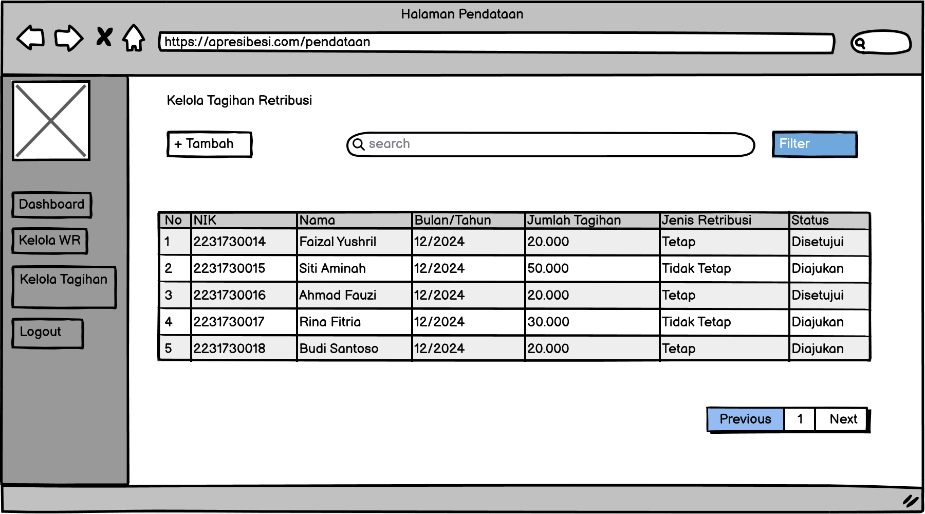 Halaman Pendataan
https://apresibesi.com/pendataan
Kelola Tagihan Retribusi
+ Tambah
search
Filter
Dashboard
Kelola WR
Kelola Tagihan
Logout
No NIK Nama Bulan/Tahun Jumlah Tagihan Jenis Retribusi Status
1 2231730014 Faizal Yushril 12/2024 20.000 Tetap Disetujui
2 2231730015 Siti Aminah 12/2024 50.000 Tidak Tetap Diajukan
3 2231730016 Ahmad Fauzi 12/2024 20.000 Tetap Disetujui
4 2231730017 Rina Fitria 12/2024 30.000 Tidak Tetap Diajukan
5 2231730018 Budi Santoso 12/2024 20.000 Tetap Diajukan
Previous 1 Next